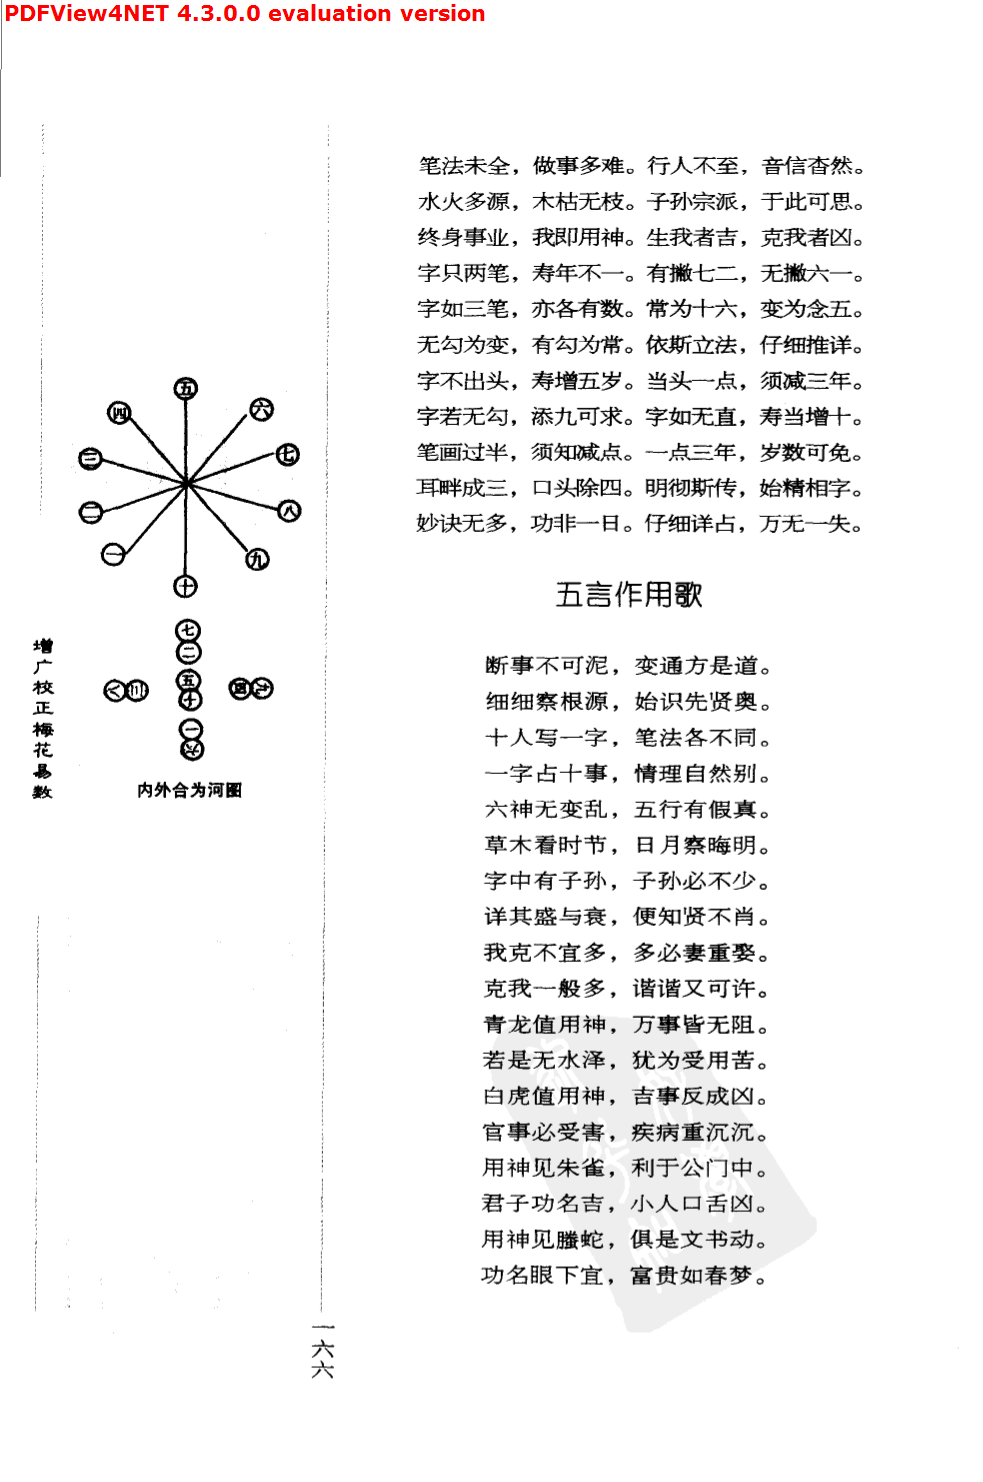 PDFView4NET 4.3.0.0 evaluation version
笔法未全，做事多难。行人不至，音信杳然。
水火多源，木枯无枝。子孙宗派，于此可思。
终身事业，我即用神。生我者吉，克我者凶。
字只两笔，寿年不一。有撇七二，无撇六一。
字如三笔，亦各有数。常为十六，变为念五。
无勾为变，有勾为常。依斯立法，仔细推详。
字不出头，寿增五岁。当头一点，须减三年。
字若无勾，添九可求。字如无直，寿当增十。
笔画过半，须知减点。一点三年，岁数可免。
耳畔成三，口头除四。明彻斯传，始精相字。
妙诀无多，功非一日。仔细详占，万无一失。
五言作用歌
断事不可泥，变通方是道。
细细察根源，始识先贤奥。
十人写一字，笔法各不同。
一字占十事，情理自然别。
六神无变乱，五行有假真。
草木看时节，日月察晦明。
字中有子孙，子孙必不少。
详其盛与衰，便知贤不肖。
我克不宜多，多必妻重娶。
克我一般多，谐谐又可许。
青龙值用神，万事皆无阻。
若是无水泽，犹为受用苦。
白虎值用神，吉事反成凶。
官事必受害，疾病重沉沉。
用神见朱雀，利于公门中。
君子功名吉，小人口舌凶。
用神见螣蛇，俱是文书动。
功名眼下宜，富贵如春梦。
五
四
六
三
七
二
八
一
九
十
七
二
八三
五
十
四九
一
六
内外合为河图
增广校正梅花易数
一六六